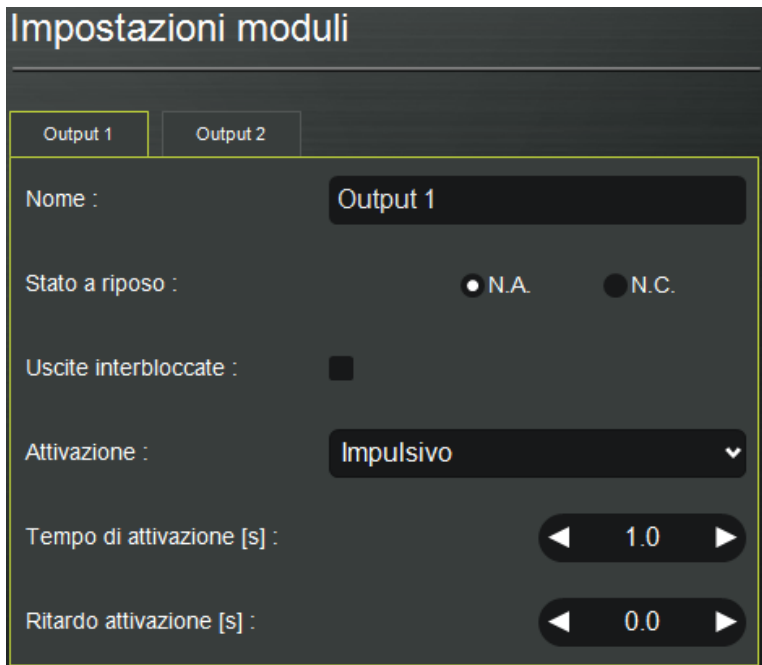 Impostazioni moduli
Output 1 Output 2
Nome : Output 1
Stato a riposo : N.A. N.C.
Uscite interbloccate :
Attivazione : Impulsivo
Tempo di attivazione [s] : 1.0
Ritardo attivazione [s] : 0.0